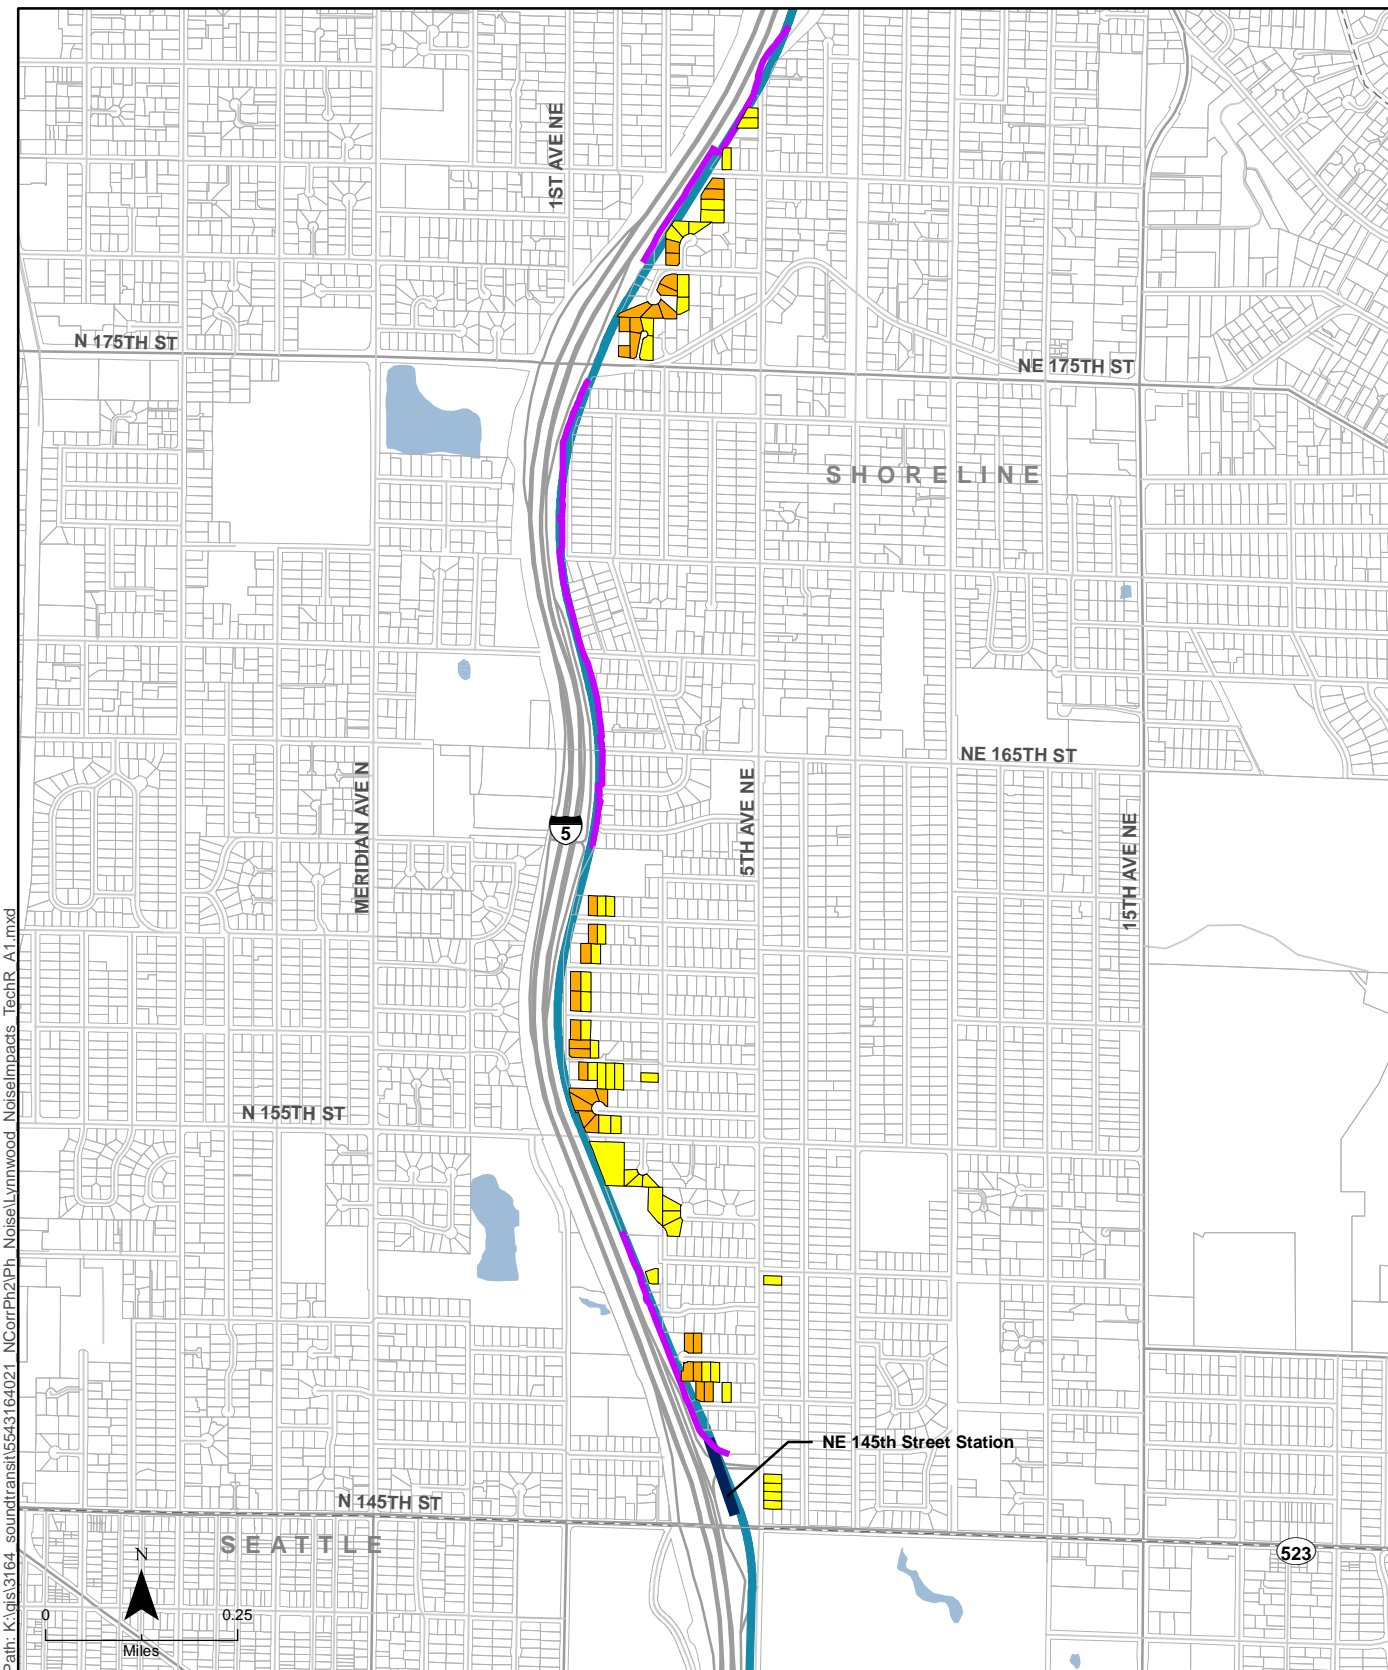 1ST AVE NE
N 175TH ST
NE 175TH ST
SHORELINE
NE 165TH ST
MERIDIAN AVE N
5TH AVE NE
5
15TH AVE NE
N 155TH ST
NE 145th Street Station
N 145TH ST
SEATTLE
523
N
0 0.25
Miles
Path: K:\gis\3164_soundtransit\5543164021_NCorrPh2\Ph_Noise\Lynnwood_NoiseImpacts_TechR_A1.mxd